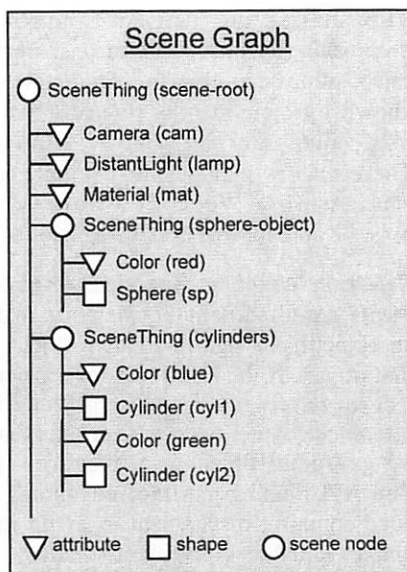 Scene Graph
SceneThing (scene-root)
Camera (cam)
DistantLight (lamp)
Material (mat)
SceneThing (sphere-object)
Color (red)
Sphere (sp)
SceneThing (cylinders)
Color (blue)
Cylinder (cyl1)
Color (green)
Cylinder (cyl2)
attribute shape scene node